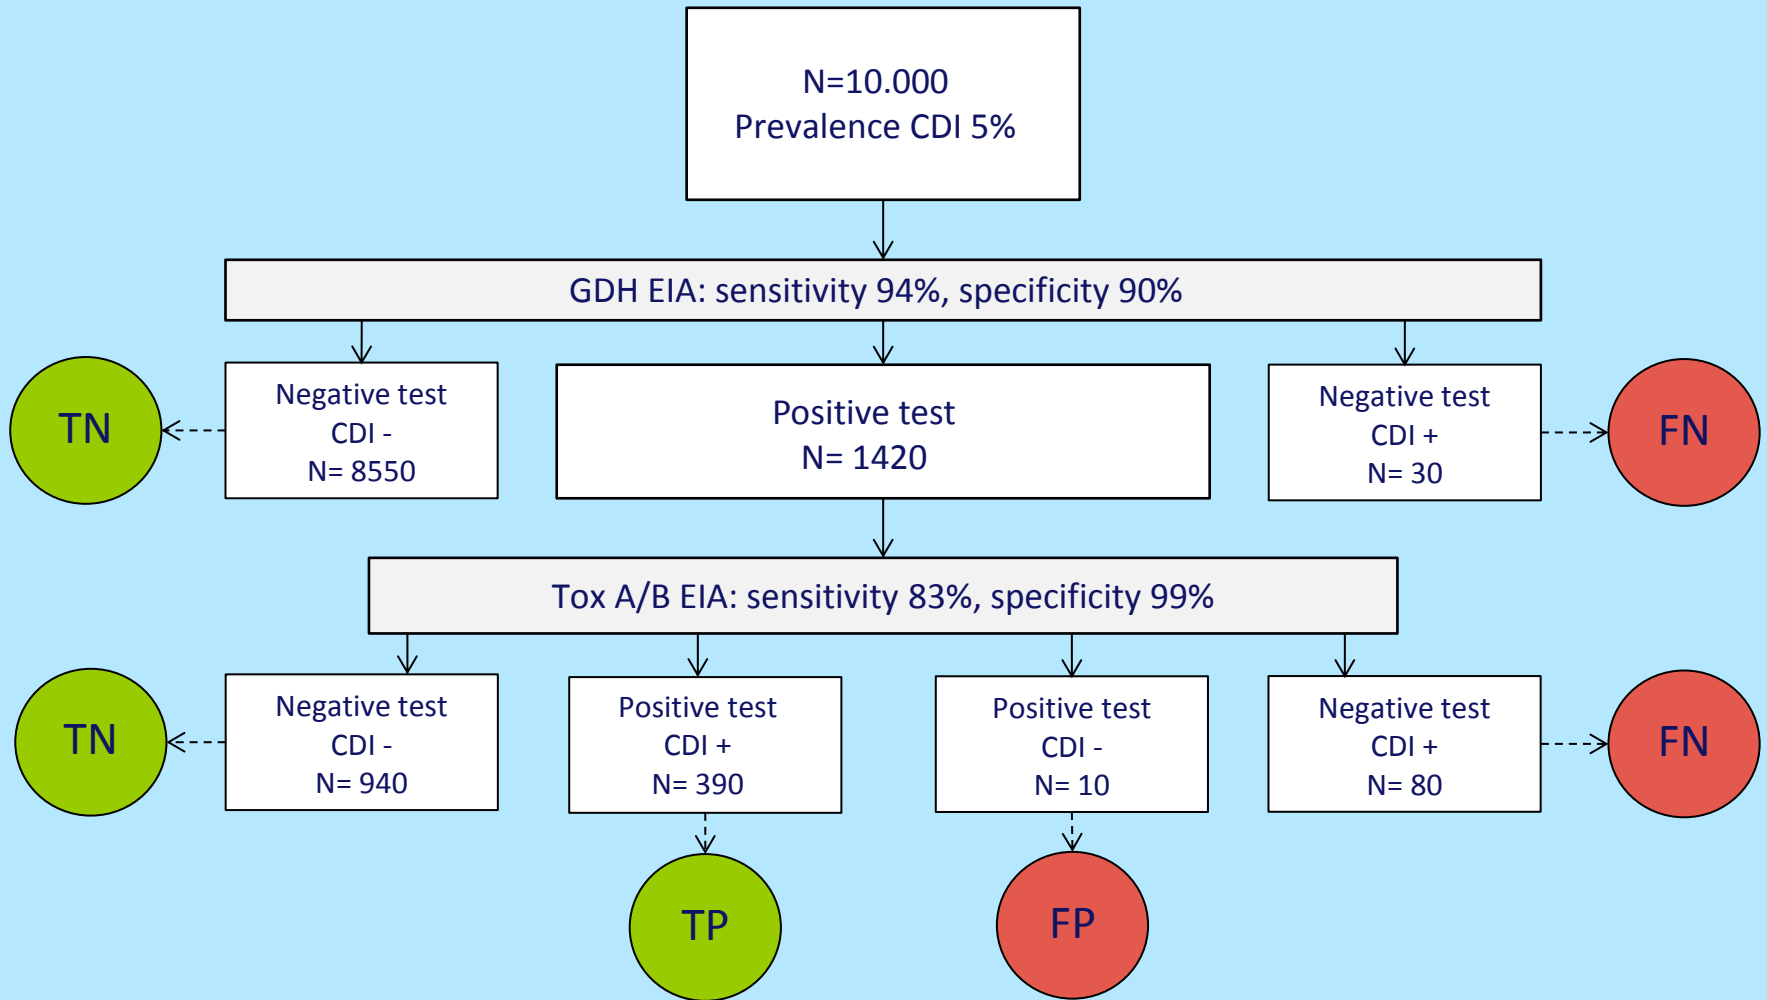 N=10.000
Prevalence CDI 5%
GDH EIA: sensitivity 94%, specificity 90%
TN
Negative test
CDI -
N= 8550
Positive test
N= 1420
Negative test
CDI +
N= 30
FN
Tox A/B EIA: sensitivity 83%, specificity 99%
TN
Negative test
CDI -
N= 940
Positive test
CDI +
N= 390
Positive test
CDI -
N= 10
Negative test
CDI +
N= 80
FN
TP
FP